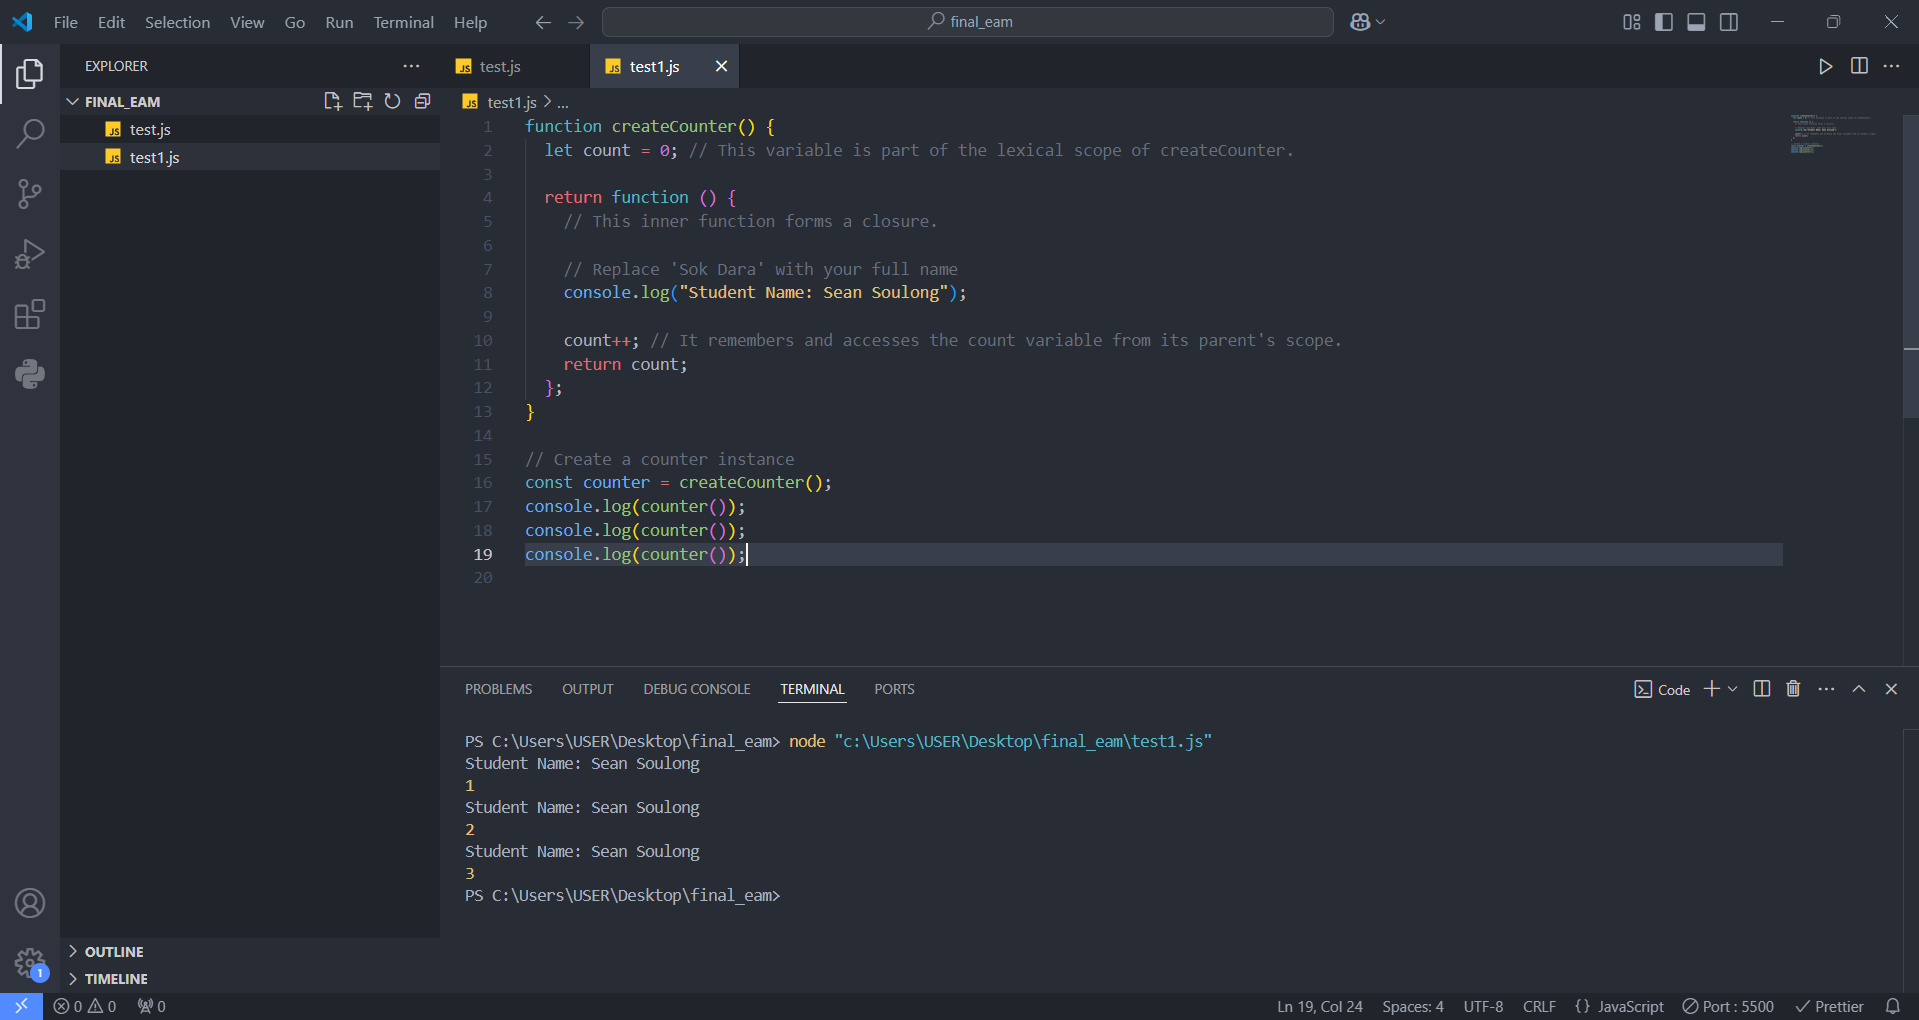 File Edit Selection View Go Run Terminal Help
final_eam
EXPLORER
FINAL_EAM
JS test.js
JS test1.js
OUTLINE
TIMELINE
JS test.js
JS test1.js
JS test1.js > ...
1 function createCounter() {
2 let count = 0; // This variable is part of the lexical scope of createCounter.
3
4 return function () {
5 // This inner function forms a closure.
6
7 // Replace 'Sok Dara' with your full name
8 console.log("Student Name: Sean Soulong");
9
10 count++; // It remembers and accesses the count variable from its parent's scope.
11 return count;
12 };
13 }
14
15 // Create a counter instance
16 const counter = createCounter();
17 console.log(counter());
18 console.log(counter());
19 console.log(counter());
20
PROBLEMS OUTPUT DEBUG CONSOLE TERMINAL PORTS
Code
PS C:\Users\USER\Desktop\final_eam> node "c:\Users\USER\Desktop\final_eam\test1.js"
Student Name: Sean Soulong
1
Student Name: Sean Soulong
2
Student Name: Sean Soulong
3
PS C:\Users\USER\Desktop\final_eam>
1
0 0 0
Ln 19, Col 24 Spaces: 4 UTF-8 CRLF {} JavaScript Port : 5500 Prettier